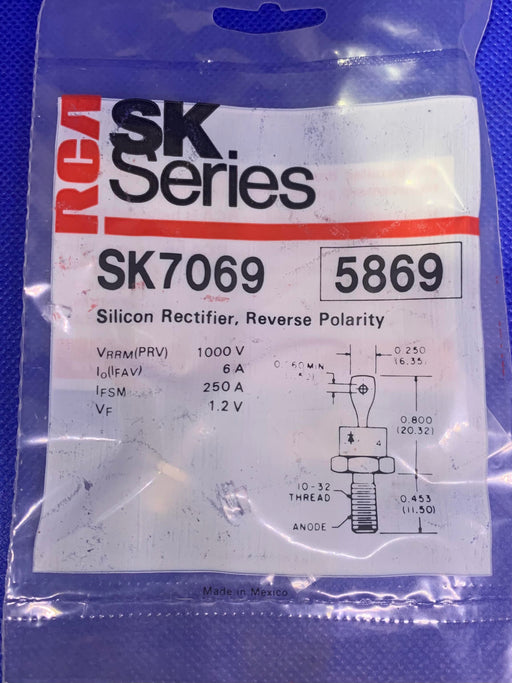 RCA
SK
Series
SK7069
5869
Silicon Rectifier, Reverse Polarity
VRRM(PRV) 1000 V
Io(IFAV) 6 A
IFSM 250 A
VF 1.2 V
0.250
(6.35)
MIN
0.800
(20.32)
4
10-32
THREAD
0.453
(11.50)
ANODE
Made in Mexico